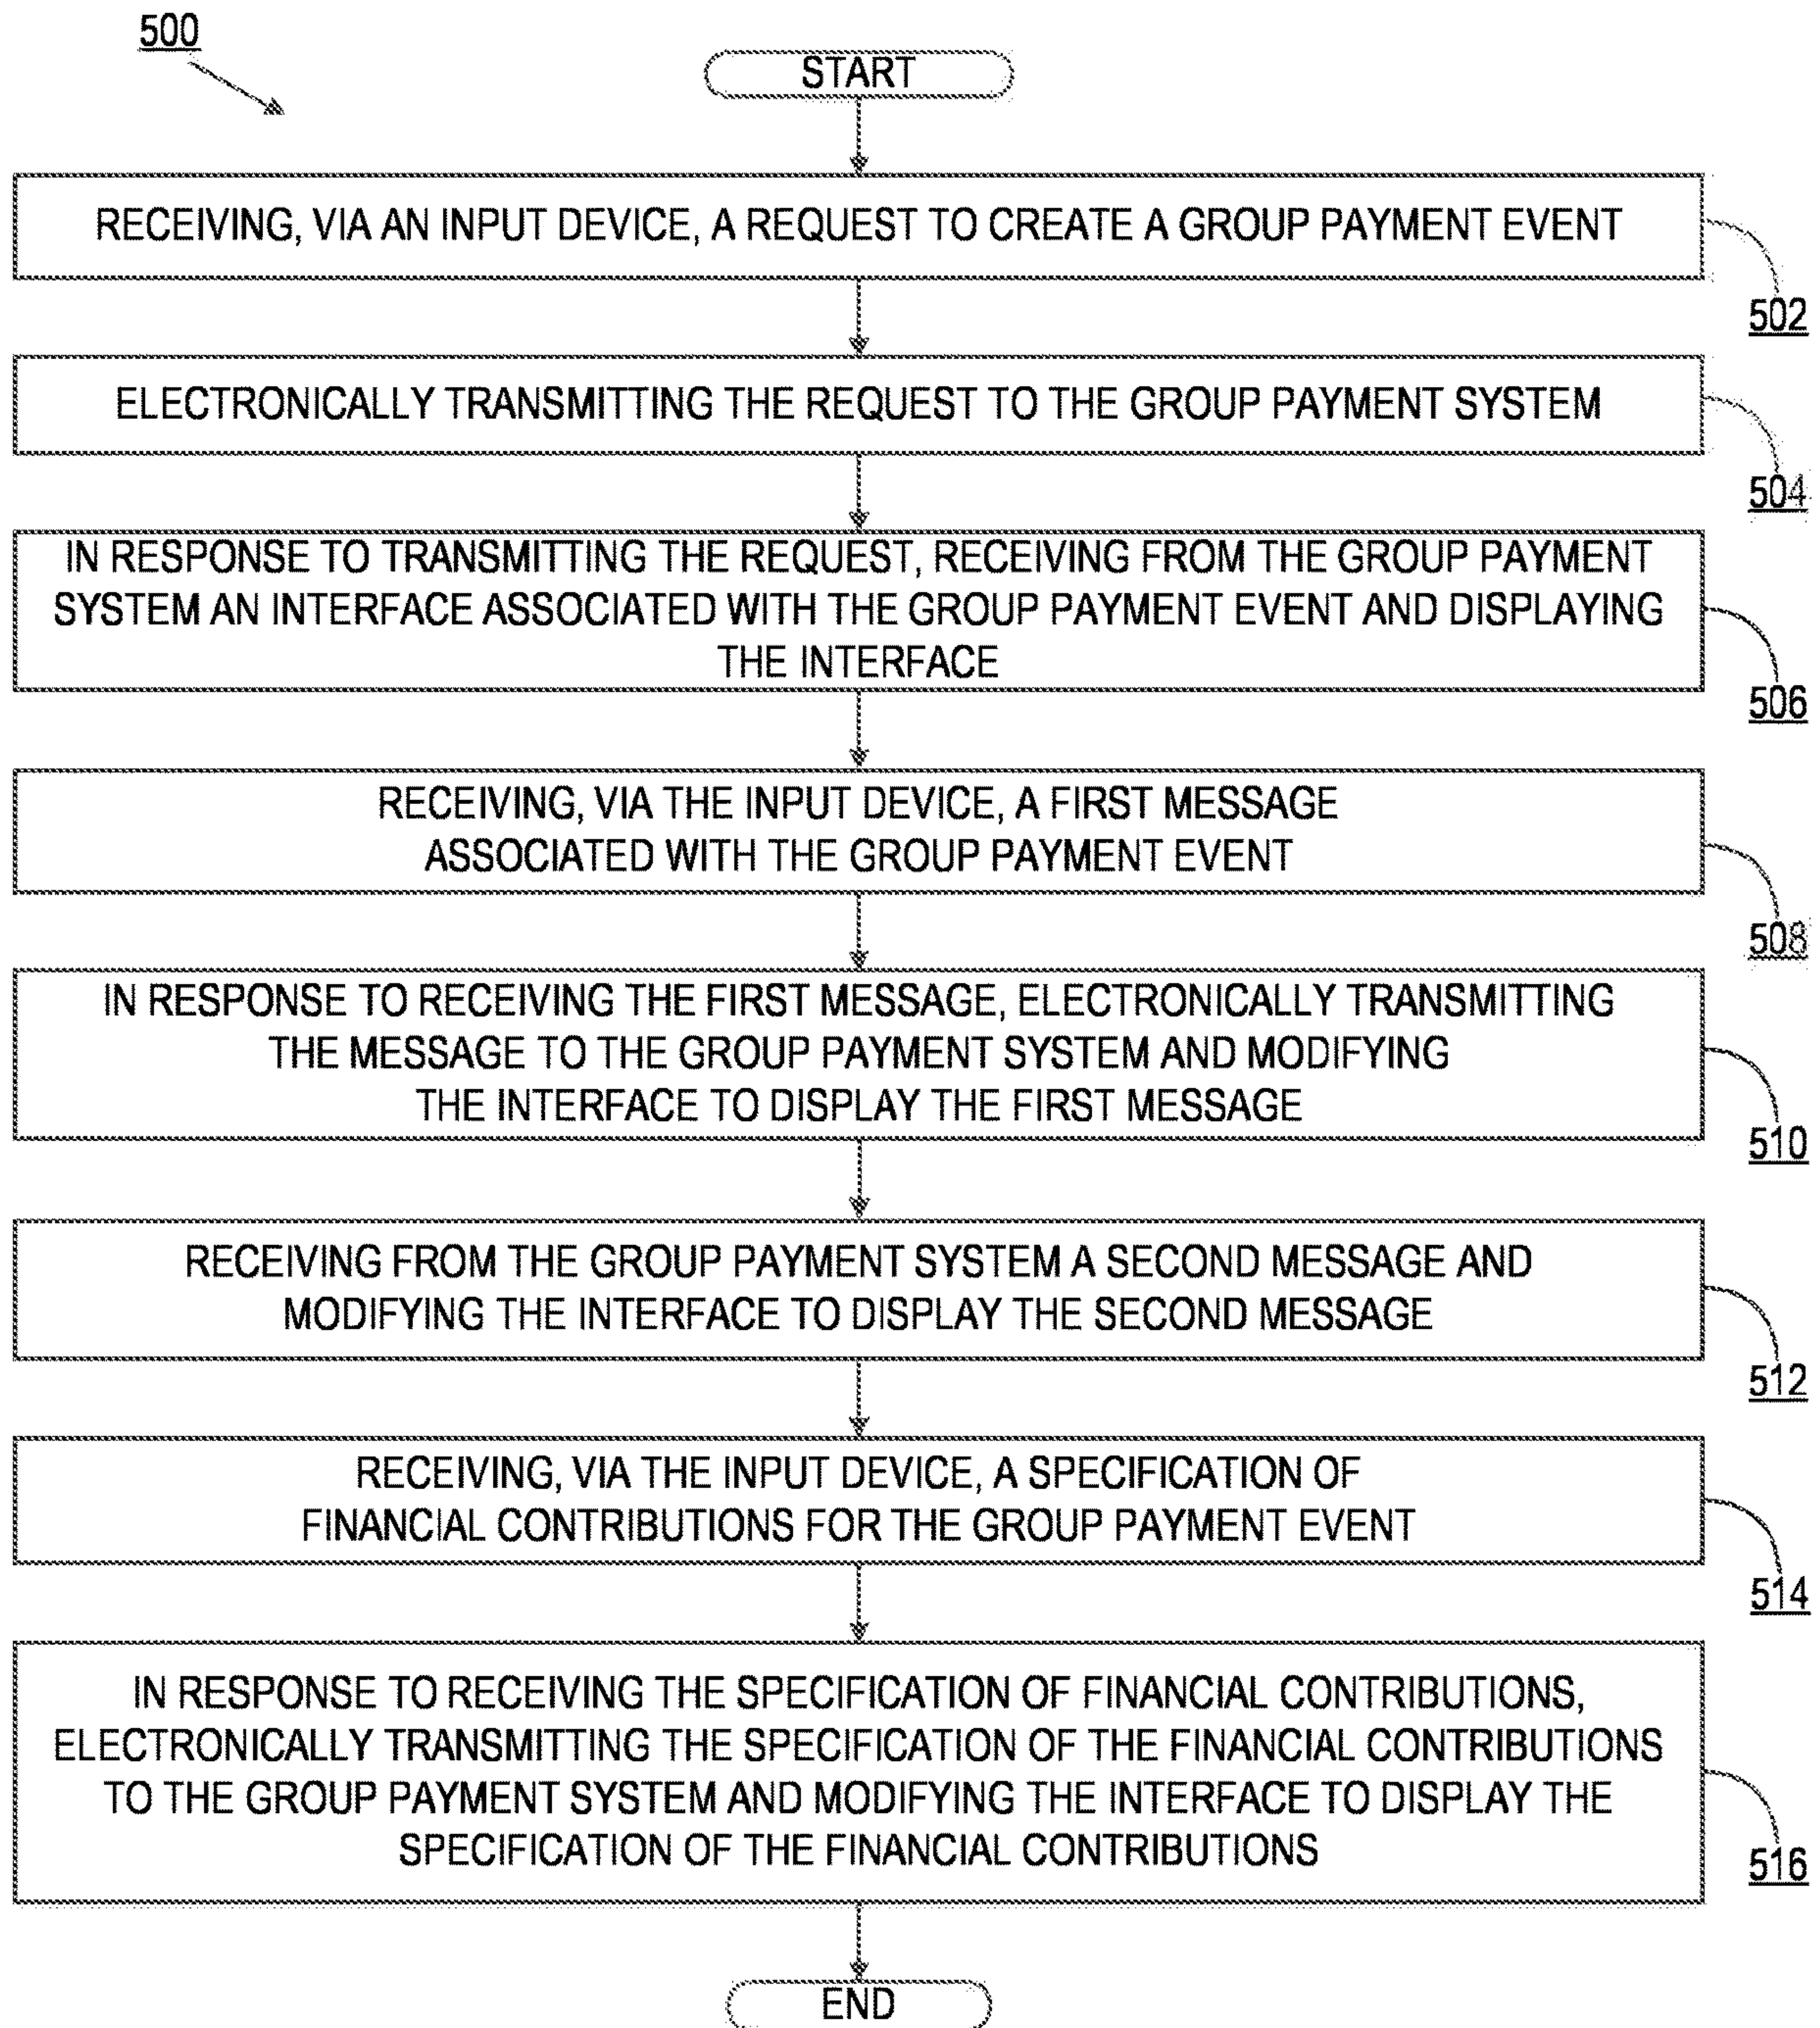 500
START
RECEIVING, VIA AN INPUT DEVICE, A REQUEST TO CREATE A GROUP PAYMENT EVENT
502
ELECTRONICALLY TRANSMITTING THE REQUEST TO THE GROUP PAYMENT SYSTEM
504
IN RESPONSE TO TRANSMITTING THE REQUEST, RECEIVING FROM THE GROUP PAYMENT
SYSTEM AN INTERFACE ASSOCIATED WITH THE GROUP PAYMENT EVENT AND DISPLAYING
THE INTERFACE
506
RECEIVING, VIA THE INPUT DEVICE, A FIRST MESSAGE
ASSOCIATED WITH THE GROUP PAYMENT EVENT
508
IN RESPONSE TO RECEIVING THE FIRST MESSAGE, ELECTRONICALLY TRANSMITTING
THE MESSAGE TO THE GROUP PAYMENT SYSTEM AND MODIFYING
THE INTERFACE TO DISPLAY THE FIRST MESSAGE
510
RECEIVING FROM THE GROUP PAYMENT SYSTEM A SECOND MESSAGE AND
MODIFYING THE INTERFACE TO DISPLAY THE SECOND MESSAGE
512
RECEIVING, VIA THE INPUT DEVICE, A SPECIFICATION OF
FINANCIAL CONTRIBUTIONS FOR THE GROUP PAYMENT EVENT
514
IN RESPONSE TO RECEIVING THE SPECIFICATION OF FINANCIAL CONTRIBUTIONS,
ELECTRONICALLY TRANSMITTING THE SPECIFICATION OF THE FINANCIAL CONTRIBUTIONS
TO THE GROUP PAYMENT SYSTEM AND MODIFYING THE INTERFACE TO DISPLAY THE
SPECIFICATION OF THE FINANCIAL CONTRIBUTIONS
516
END